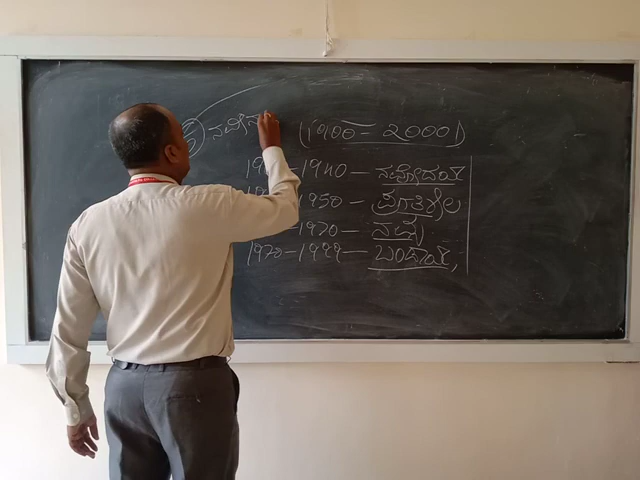 (1900 – 2000)
–1940 – ನವೋದಯ
–1950 – ಪ್ರಗತಿಶೀಲ
–1970 – ನವ್ಯ
1970–1999 – ಬಂಡಾಯ,